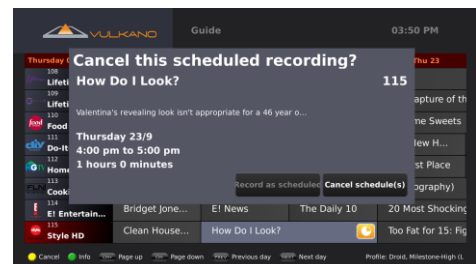 VULKANO Guide 03:50 PM
Thursday Thu 23
Cancel this scheduled recording?
How Do I Look? 115
Valentina's revealing look isn't appropriate for a 46 year o...
Thursday 23/9
4:00 pm to 5:00 pm
1 hours 0 minutes
Record as scheduled Cancel schedule(s)
108
Lifeti
109
Lifeti apture of th
110
Food me Sweets
111
Do-It lew H...
112
Home st Place
113
Cooki ography)
114
E! Entertain... Bridget Jone... E! News The Daily 10 20 Most Shocking
115
Style HD Clean House... How Do I Look? Too Fat for 15: Fig
Cancel Info Page up Page down Previous day Next day Profile: Droid, Milestone-High (L